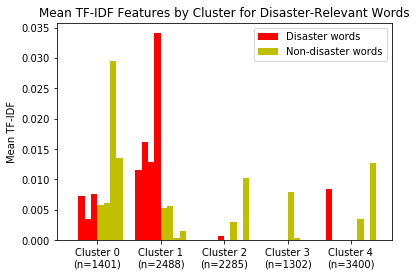 Mean TF-IDF Features by Cluster for Disaster-Relevant Words
0.035
0.030
0.025
0.020
0.015
0.010
0.005
0.000
Mean TF-IDF
Disaster words
Non-disaster words
Cluster 0
(n=1401)
Cluster 1
(n=2488)
Cluster 2
(n=2285)
Cluster 3
(n=1302)
Cluster 4
(n=3400)